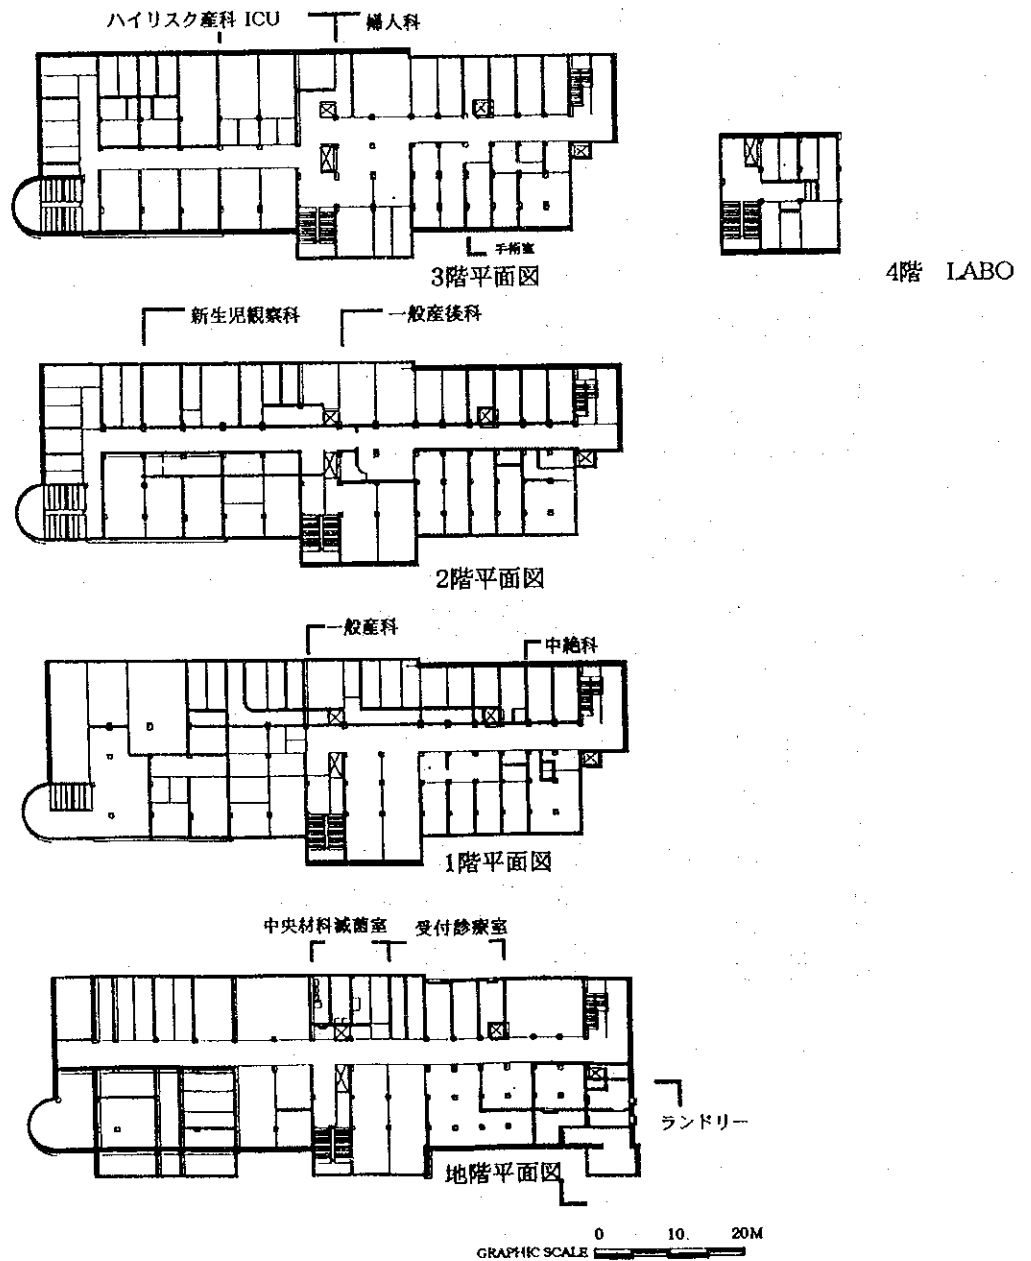 ハイリスク産科 ICU
婦人科
手術室
3階平面図
4階 LABO
新生児観察科
一般産後科
2階平面図
一般産科
中絶科
1階平面図
中央材料滅菌室
受付診療室
ランドリー
地階平面図
0 10. 20M
GRAPHIC SCALE